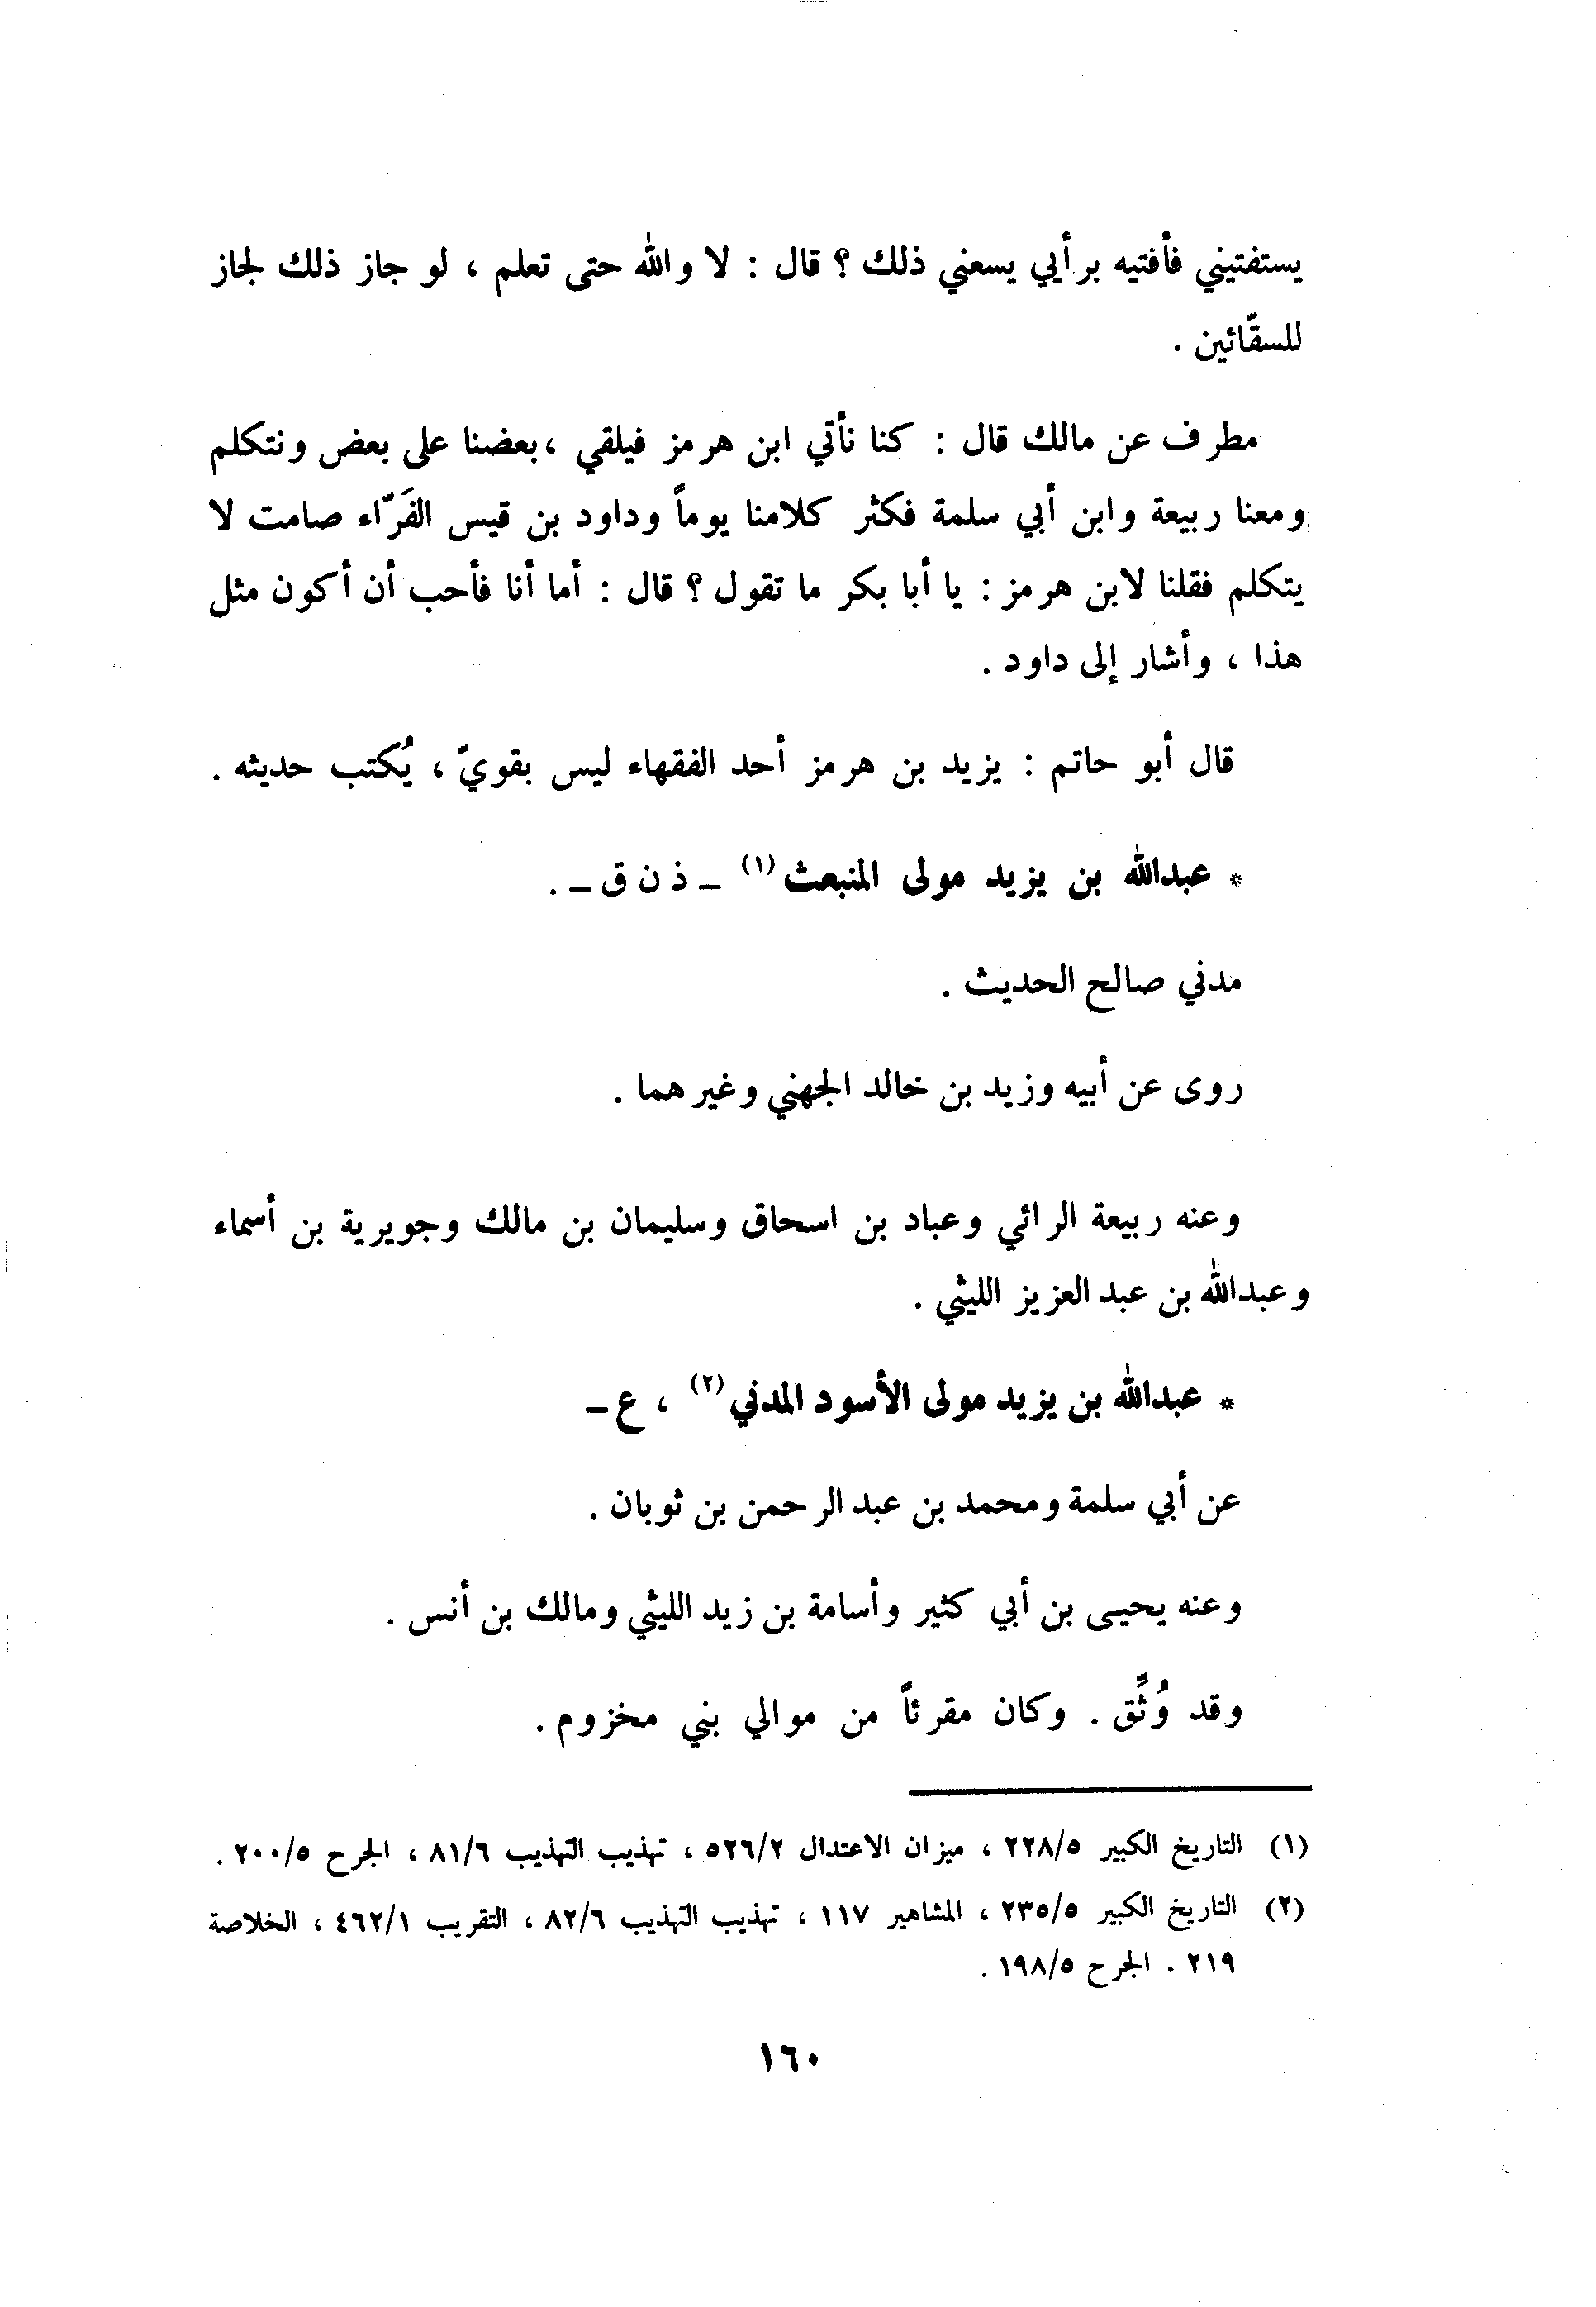 يستفتيني فأفتيه برأيي يسعني ذلك ؟ قال : لا والله حتى تعلم ، لو جاز ذلك لجاز
للسقّائين .
مطرف عن مالك قال : كنا نأتي ابن هرمز فيلقي ،بعضنا على بعض ونتكلم
ومعنا ربيعة وابن أبي سلمة فكثر كلامنا يوماً وداود بن قيس الفَرّاء صامت لا
يتكلم فقلنا لابن هرمز : يا أبا بكر ما تقول ؟ قال : أما أنا فأحب أن أكون مثل
هذا ، وأشار إلى داود .
قال أبو حاتم : يزيد بن هرمز أحد الفقهاء ليس بقويّ ، يُكتب حديثه .
* عبدالله بن يزيد مولى المنبعث (١) ــ ذ ن ق ــ .
مدني صالح الحديث .
روى عن أبيه وزيد بن خالد الجهني وغيرهما .
وعنه ربيعة الرائي وعباد بن اسحاق وسليمان بن مالك وجويرية بن أسماء
وعبدالله بن عبد العزيز الليثي .
* عبدالله بن يزيد مولى الأسود المدني (٢) ، ع ــ
عن أبي سلمة ومحمد بن عبد الرحمن بن ثوبان .
وعنه يحيى بن أبي كثير وأسامة بن زيد الليثي ومالك بن أنس .
وقد وُثِّق . وكان مقرئاً من موالي بني مخزوم .
(١) التاريخ الكبير ٢٢٨/٥ ، ميزان الاعتدال ٥٢٦/٢ ، تهذيب التهذيب ٨١/٦ ، الجرح ٢٠٠/٥ .
(٢) التاريخ الكبير ٢٣٥/٥ ، المشاهير ١١٧ ، تهذيب التهذيب ٨٢/٦ ، التقريب ٤٦٢/١ ، الخلاصة
٢١٩ . الجرح ١٩٨/٥ .
١٦٠